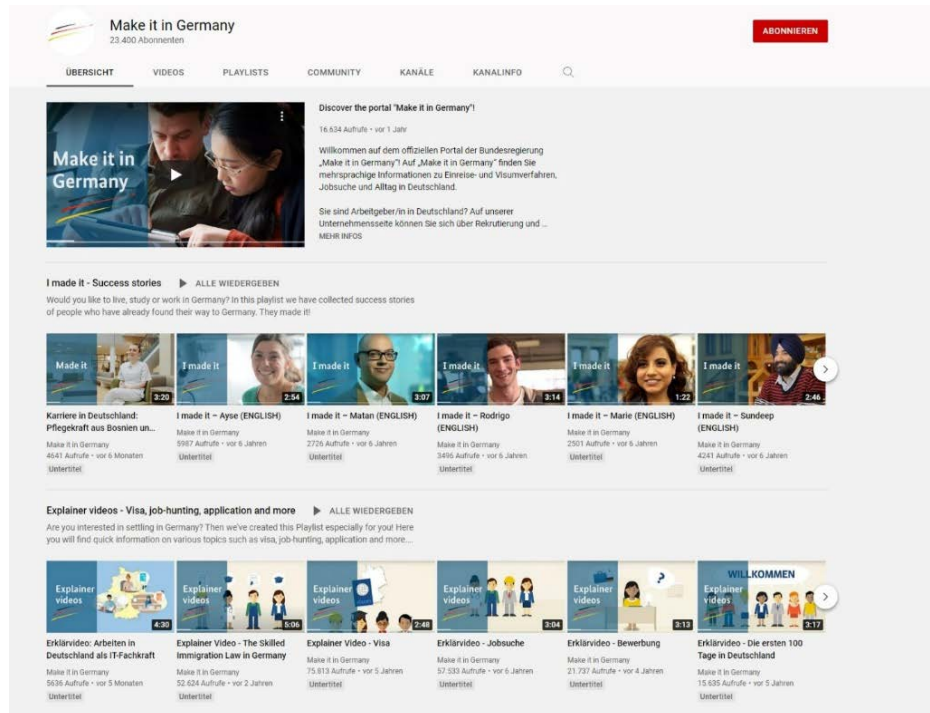 Make it in Germany
23.400 Abonnenten
ABONNIEREN
ÜBERSICHT VIDEOS PLAYLISTS COMMUNITY KANÄLE KANALINFO
Make it in
Germany
Discover the portal "Make it in Germany"!
16.634 Aufrufe • vor 1 Jahr
Willkommen auf dem offiziellen Portal der Bundesregierung
„Make it in Germany"! Auf „Make it in Germany" finden Sie
mehrsprachige Informationen zu Einreise- und Visumverfahren,
Jobsuche und Alltag in Deutschland.
Sie sind Arbeitgeber/in in Deutschland? Auf unserer
Unternehmensseite können Sie sich über Rekrutierung und ...
MEHR INFOS
I made it - Success stories ALLE WIEDERGEBEN
Would you like to live, study or work in Germany? In this playlist we have collected success stories
of people who have already found their way to Germany. They made it!
Made it
3:20
I made it
2:54
I made it
3:07
I made it
3:14
I made it
1:22
I made it
2:46
Karriere in Deutschland:
Pflegekraft aus Bosnien un...
Make it in Germany
4641 Aufrufe • vor 6 Monaten
Untertitel
I made it – Ayse (ENGLISH)
Make it in Germany
5987 Aufrufe • vor 6 Jahren
Untertitel
I made it – Matan (ENGLISH)
Make it in Germany
2726 Aufrufe • vor 6 Jahren
Untertitel
I made it – Rodrigo
(ENGLISH)
Make it in Germany
3496 Aufrufe • vor 6 Jahren
Untertitel
I made it – Marie (ENGLISH)
Make it in Germany
2501 Aufrufe • vor 6 Jahren
Untertitel
I made it – Sundeep
(ENGLISH)
Make it in Germany
4241 Aufrufe • vor 6 Jahren
Untertitel
Explainer videos - Visa, job-hunting, application and more ALLE WIEDERGEBEN
Are you interested in settling in Germany? Then we've created this Playlist especially for you! Here
you will find quick information on various topics such as visa, job-hunting, application and more...
Explainer
videos
4:30
Explainer
videos
5:06
Explainer
videos
2:48
Explainer
videos
3:04
Explainer
videos
?
3:13
WILLKOMMEN
Explainer
videos
3:17
Erklärvideo: Arbeiten in
Deutschland als IT-Fachkraft
Make it in Germany
5636 Aufrufe • vor 5 Monaten
Untertitel
Explainer Video - The Skilled
Immigration Law in Germany
Make it in Germany
52.624 Aufrufe • vor 2 Jahren
Untertitel
Explainer Video - Visa
Make it in Germany
75.813 Aufrufe • vor 5 Jahren
Untertitel
Erklärvideo - Jobsuche
Make it in Germany
57.533 Aufrufe • vor 6 Jahren
Untertitel
Erklärvideo - Bewerbung
Make it in Germany
21.737 Aufrufe • vor 4 Jahren
Untertitel
Erklärvideo - Die ersten 100
Tage in Deutschland
Make it in Germany
15.635 Aufrufe • vor 5 Jahren
Untertitel